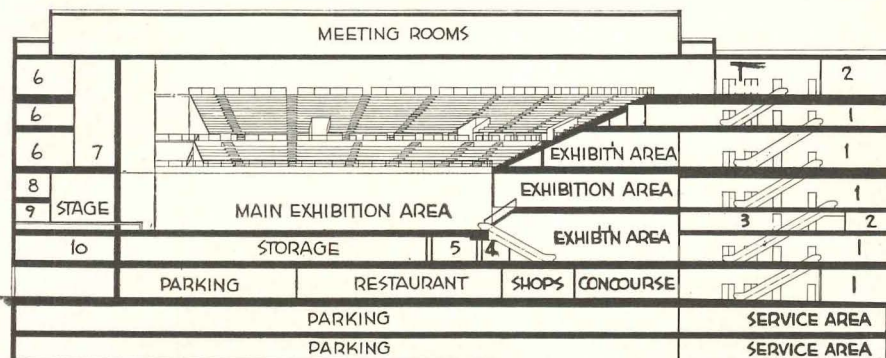 MEETING ROOMS
6 2
6 1
6 7 EXHIBIT'N AREA 1
8 EXHIBITION AREA 1
9 STAGE MAIN EXHIBITION AREA 3 2
10 STORAGE 5 4 EXHIBTN AREA 1
PARKING RESTAURANT SHOPS CONCOURSE 1
PARKING SERVICE AREA
PARKING SERVICE AREA